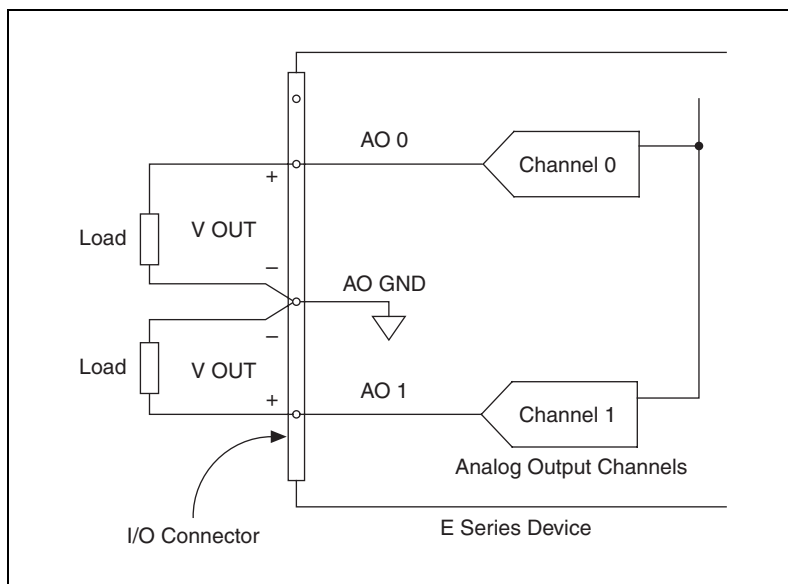 AO 0
Channel 0
+
Load
V OUT
–
AO GND
–
Load
V OUT
+
AO 1
Channel 1
Analog Output Channels
I/O Connector
E Series Device